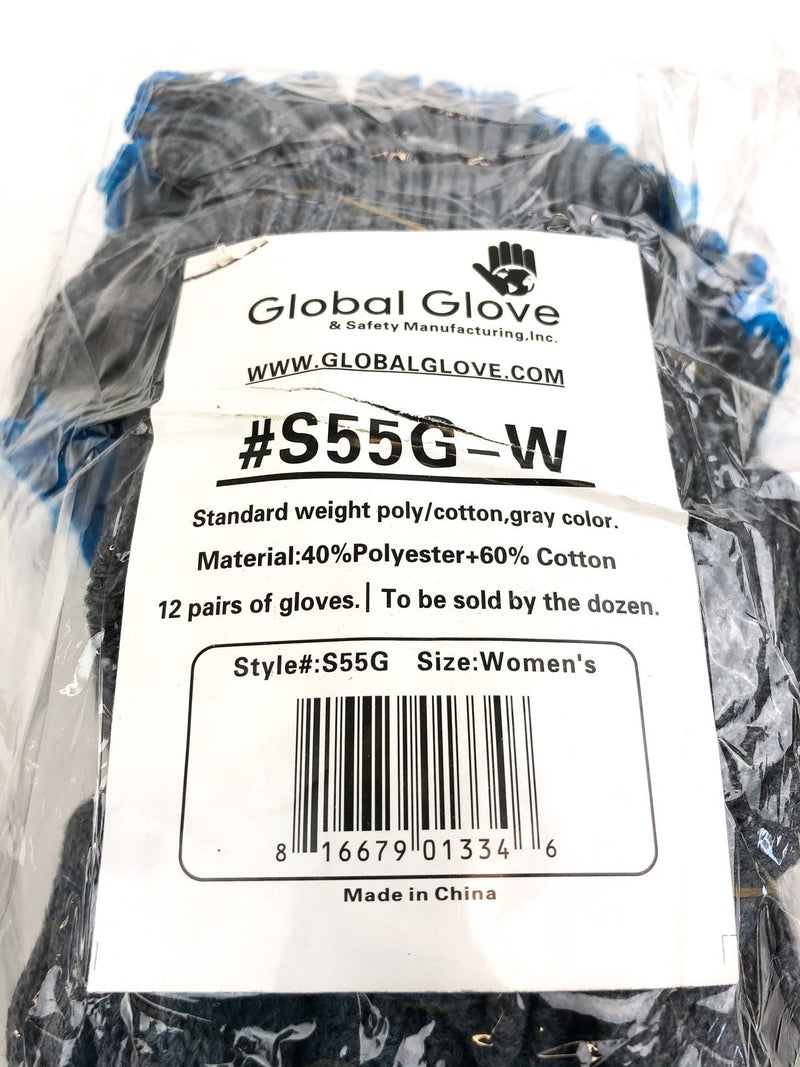 Global Glove
& Safety Manufacturing,Inc.
WWW.GLOBALGLOVE.COM
#S55G-W
Standard weight poly/cotton,gray color.
Material:40%Polyester+60% Cotton
12 pairs of gloves.| To be sold by the dozen.
Style#:S55G Size:Women's
8 16679 01334 6
Made in China